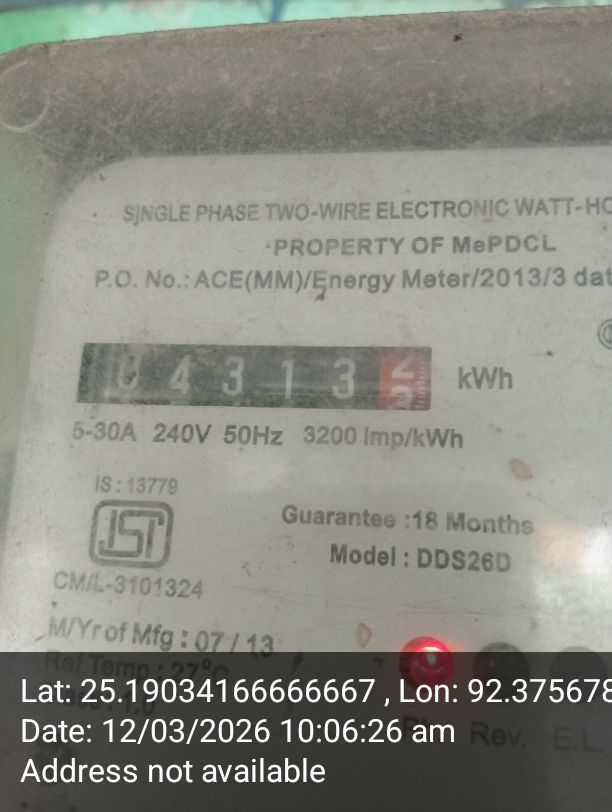 SINGLE PHASE TWO-WIRE ELECTRONIC WATT-HO
PROPERTY OF MePDCL
P.O. No.: ACE(MM)/Energy Meter/2013/3 dat
04313 kWh
5-30A 240V 50Hz 3200 Imp/kWh
IS : 13779
CM/L-3101324
Guarantee :18 Months
Model : DDS26D
M/Yr of Mfg : 07 / 13
Ref Temp : 27°C
Rev. E.L.
Lat: 25.19034166666667 , Lon: 92.375678
Date: 12/03/2026 10:06:26 am
Address not available